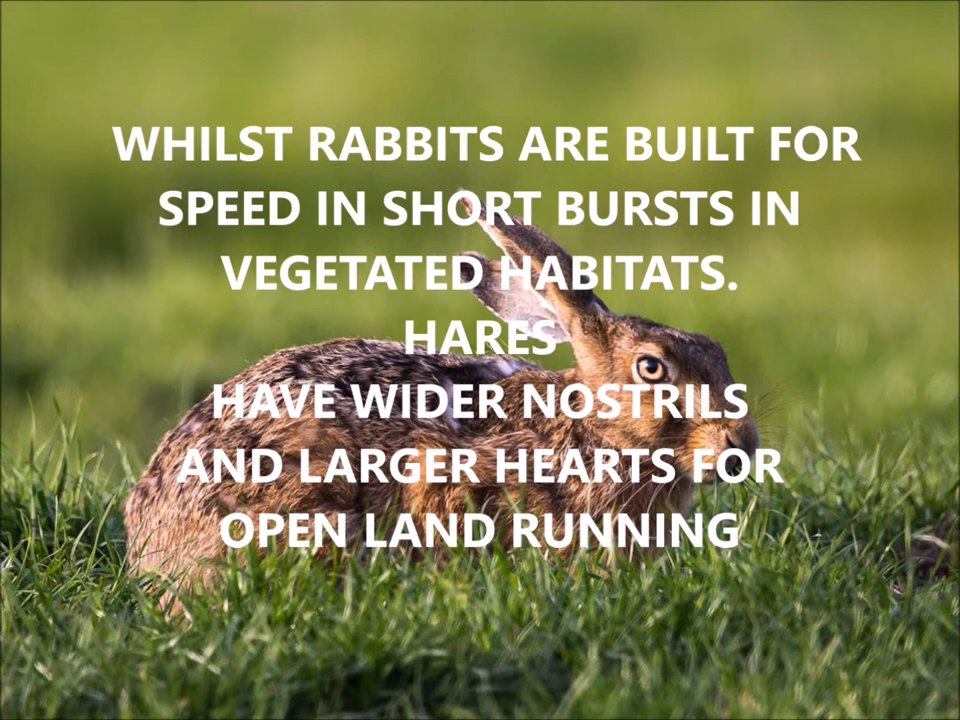 WHILST RABBITS ARE BUILT FOR
SPEED IN SHORT BURSTS IN
VEGETATED HABITATS.
HARES
HAVE WIDER NOSTRILS
AND LARGER HEARTS FOR
OPEN LAND RUNNING